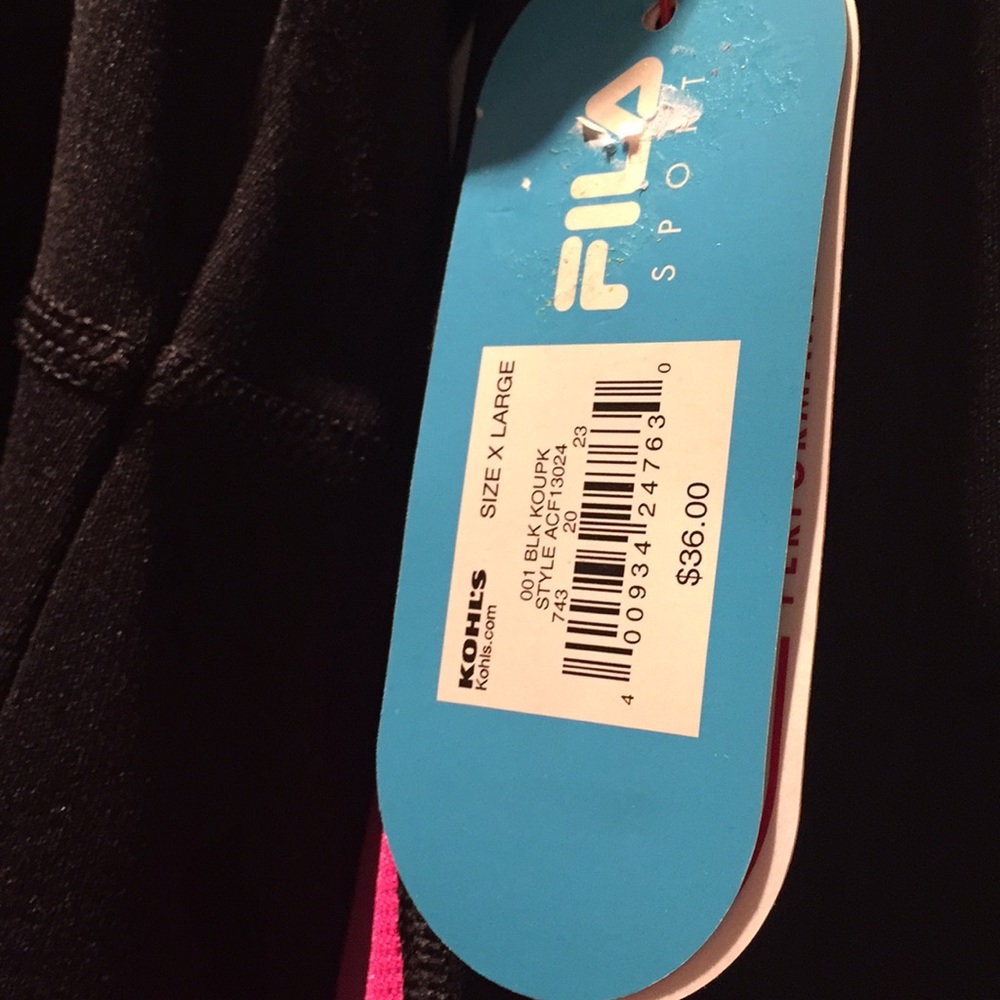 FILA
SPORT
KOHL'S
Kohls.com
SIZE X LARGE
001 BLK KOUPK
STYLE ACF13024
743 20 23
4 00934 24763 0
$36.00